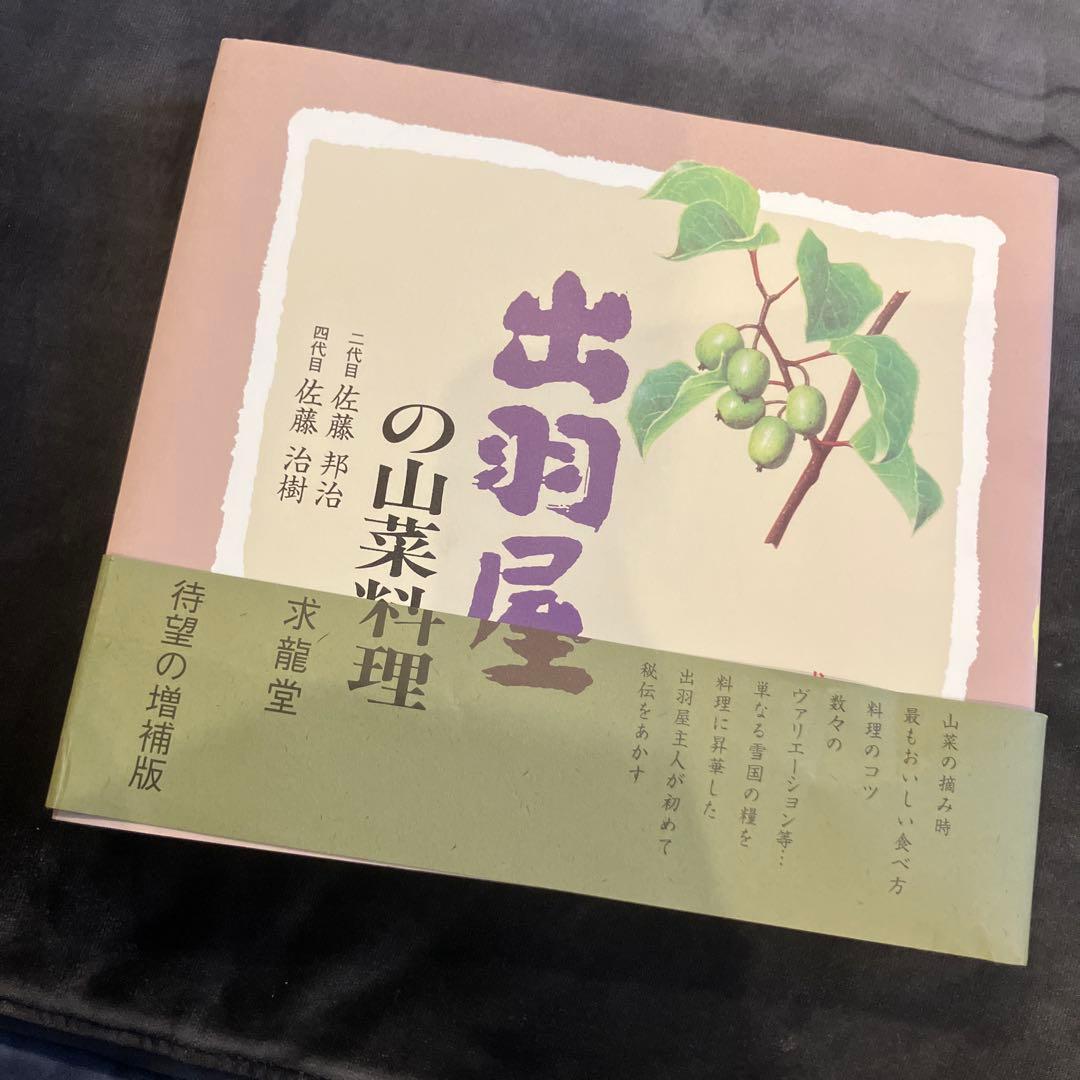 出羽屋
の山菜料理
二代目 佐藤 邦治
四代目 佐藤 治樹
山菜の摘み時
最もおいしい食べ方
料理のコツ
数々の
ヴァリエーション等…
単なる雪国の糧を
料理に昇華した
出羽屋主人が初めて
秘伝をあかす
求龍堂
待望の増補版